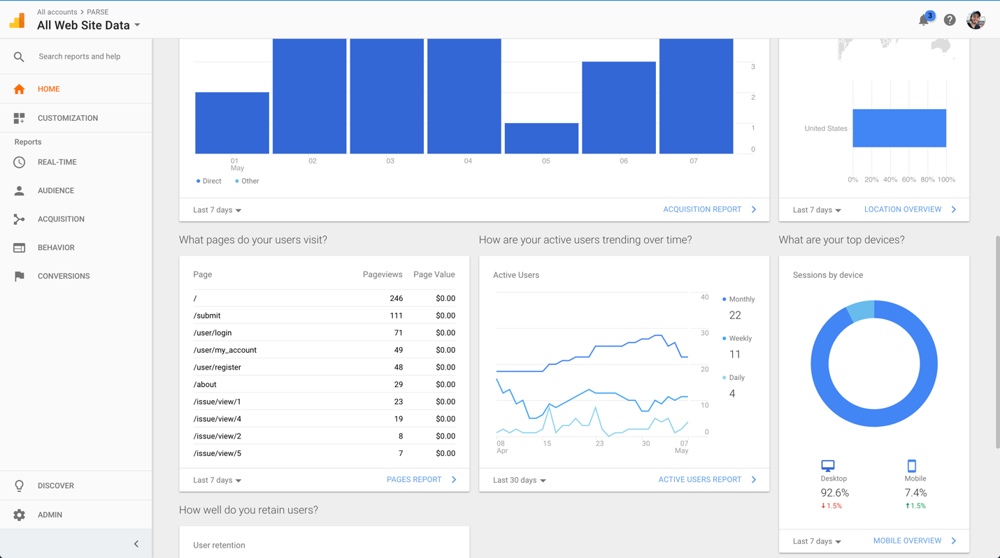 All accounts > PARSE
All Web Site Data
3
Search reports and help
HOME
CUSTOMIZATION
Reports
REAL-TIME
AUDIENCE
ACQUISITION
BEHAVIOR
CONVERSIONS
DISCOVER
ADMIN
3
2
1
0
01 02 03 04 05 06 07
May
Direct Other
Last 7 days ACQUISITION REPORT
United States
0% 20% 40% 60% 80% 100%
Last 7 days LOCATION OVERVIEW
What pages do your users visit?
Page Pageviews Page Value
/ 246 $0.00
/submit 111 $0.00
/user/login 71 $0.00
/user/my_account 49 $0.00
/user/register 48 $0.00
/about 29 $0.00
/issue/view/1 23 $0.00
/issue/view/4 19 $0.00
/issue/view/2 8 $0.00
/issue/view/5 7 $0.00
Last 7 days PAGES REPORT
How are your active users trending over time?
Active Users
40
30
20
10
0
08 15 23 30 07
Apr May
Monthly
22
Weekly
11
Daily
4
Last 30 days ACTIVE USERS REPORT
What are your top devices?
Sessions by device
Desktop Mobile
92.6% 7.4%
↓1.5% ↑1.5%
Last 7 days MOBILE OVERVIEW
How well do you retain users?
User retention